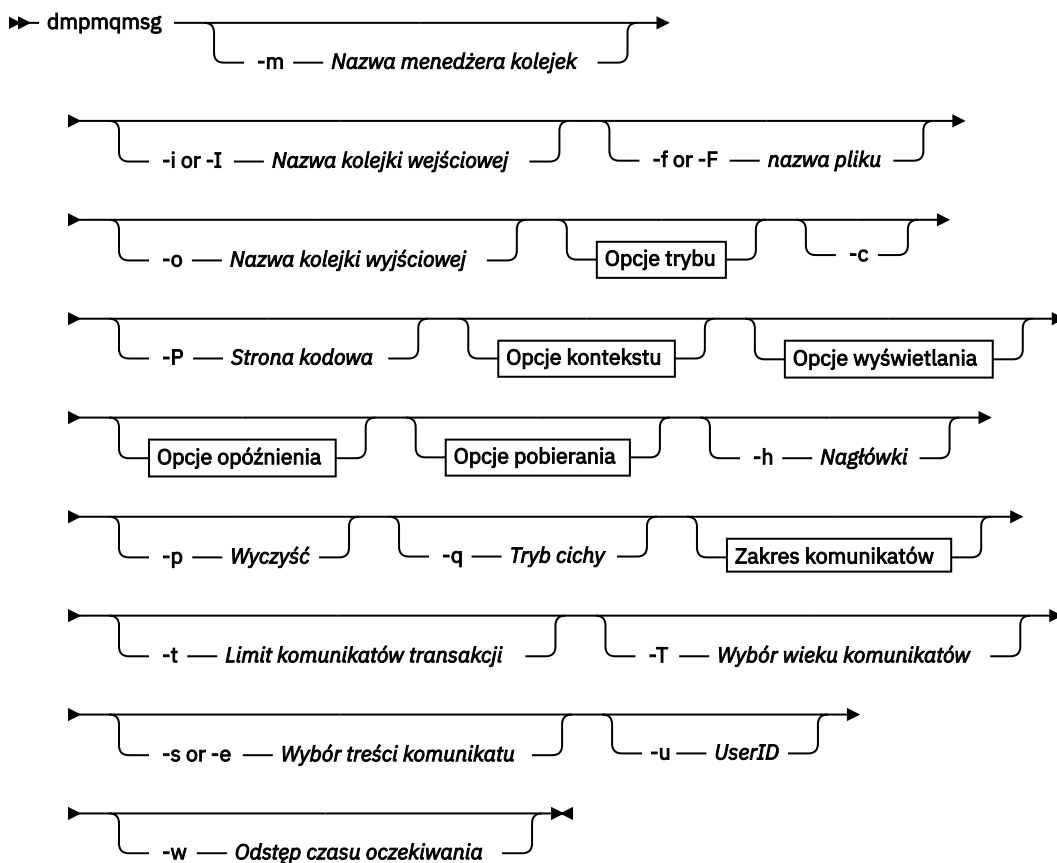 dmpmqmsg
-m Nazwa menedżera kolejek
-i or -I Nazwa kolejki wejściowej -f or -F nazwa pliku
-o Nazwa kolejki wyjściowej Opcje trybu -c
-P Strona kodowa Opcje kontekstu Opcje wyświetlania
Opcje opóźnienia Opcje pobierania -h Nagłówki
-p Wyczyść -q Tryb cichy Zakres komunikatów
-t Limit komunikatów transakcji -T Wybór wieku komunikatów
-s or -e Wybór treści komunikatu -u UserID
-w Odstęp czasu oczekiwania